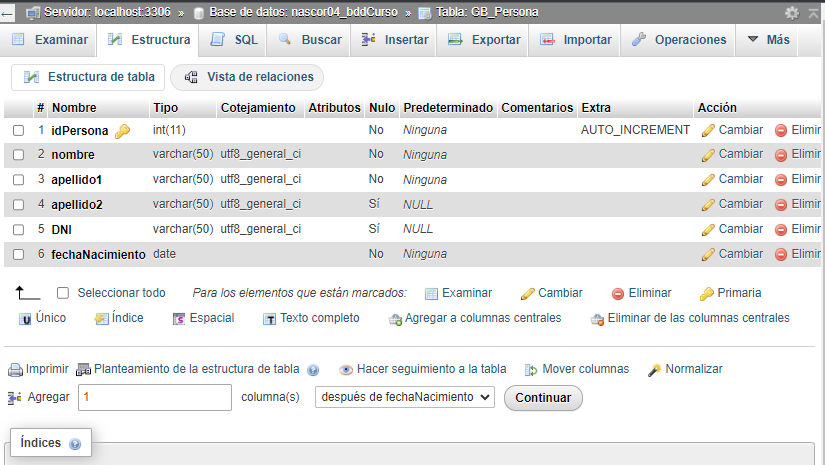 Servidor: localhost:3306 » Base de datos: nascor04_bddCurso » Tabla: GB_Persona
Examinar Estructura SQL Buscar Insertar Exportar Importar Operaciones Más
Estructura de tabla Vista de relaciones
# Nombre Tipo Cotejamiento Atributos Nulo Predeterminado Comentarios Extra Acción
1 idPersona int(11) No Ninguna AUTO_INCREMENT Cambiar Elimir
2 nombre varchar(50) utf8_general_ci No Ninguna Cambiar Elimir
3 apellido1 varchar(50) utf8_general_ci No Ninguna Cambiar Elimir
4 apellido2 varchar(50) utf8_general_ci Sí NULL Cambiar Elimir
5 DNI varchar(50) utf8_general_ci Sí NULL Cambiar Elimir
6 fechaNacimiento date No Ninguna Cambiar Elimir
Seleccionar todo Para los elementos que están marcados: Examinar Cambiar Eliminar Primaria
Único Índice Espacial Texto completo Agregar a columnas centrales Eliminar de las columnas centrales
Imprimir Planteamiento de la estructura de tabla Hacer seguimiento a la tabla Mover columnas Normalizar
Agregar 1 columna(s) después de fechaNacimiento Continuar
Índices